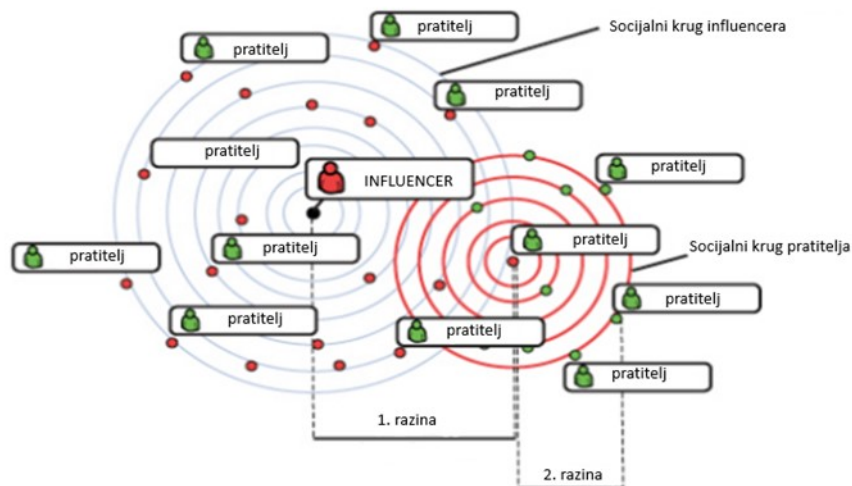 pratitelj
Socijalni krug influencera
pratitelj
pratitelj
pratitelj
pratitelj
INFLUENCER
pratitelj
pratitelj
Socijalni krug pratitelja
pratitelj
pratitelj
pratitelj
pratitelj
pratitelj
pratitelj
1. razina
2. razina